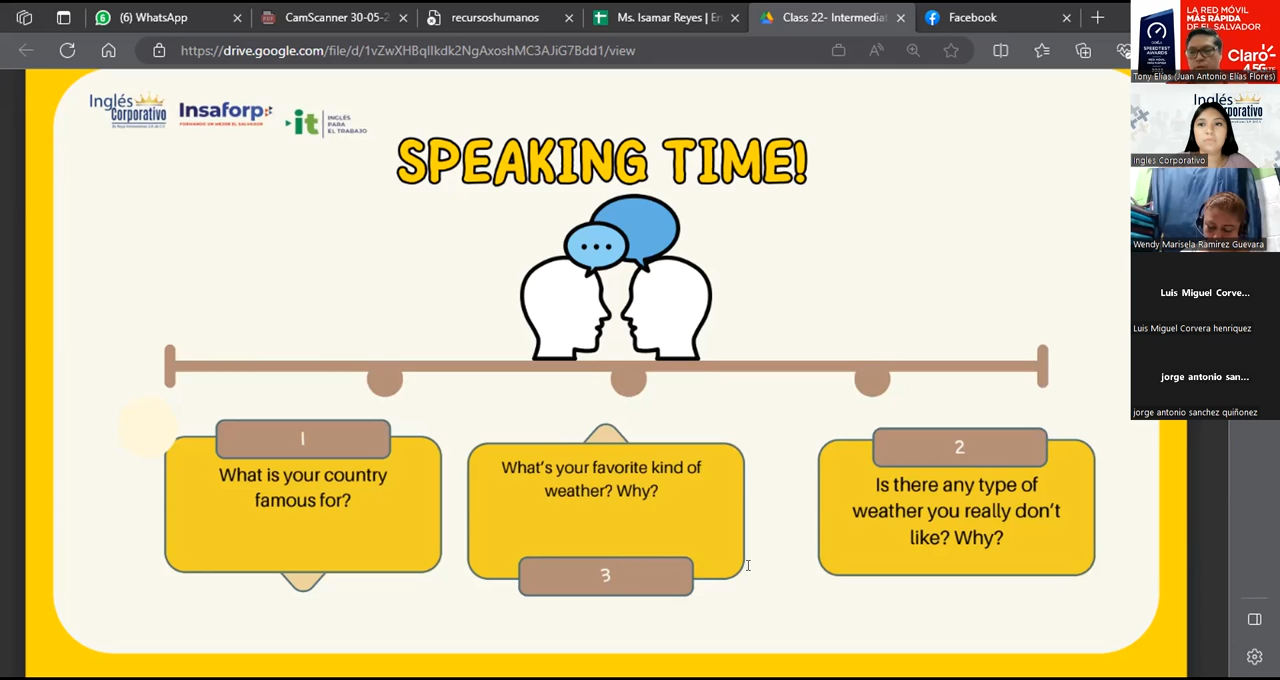 (6) WhatsApp
CamScanner 30-05-2
recursoshumanos
Ms. Isamar Reyes | En
Class 22- Intermediat
Facebook
https://drive.google.com/file/d/1vZwXHBqlIkdk2NgAxoshMC3AJiG7Bdd1/view
Inglés
Corporativo
Insaforp
FORMANDO UN MEJOR EL SALVADOR
it
INGLÉS
PARA
EL TRABAJO
SPEAKING TIME!
1
What is your country
famous for?
What's your favorite kind of
weather? Why?
3
2
Is there any type of
weather you really don't
like? Why?
LA RED MÓVIL
MÁS RÁPIDA
DE EL SALVADOR
SPEEDTEST
AWARDS
Claro
4.5G
Tony Elías (Juan Antonio Elías Flores)
Inglés
Corporativo
Ingles Corporativo
Wendy Marisela Ramirez Guevara
Luis Miguel Corve...
Luis Miguel Corvera henriquez
jorge antonio san...
jorge antonio sanchez quiñonez